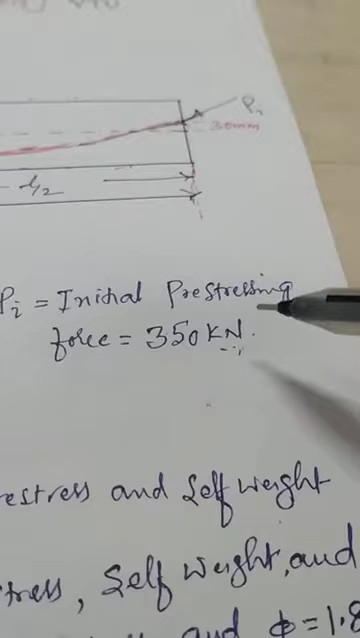 Pi
30mm
L/2
Pi = Initial Prestressing
force = 350 KN.
restress and Self weight
tress, Self weight, and
and φ = 1.8